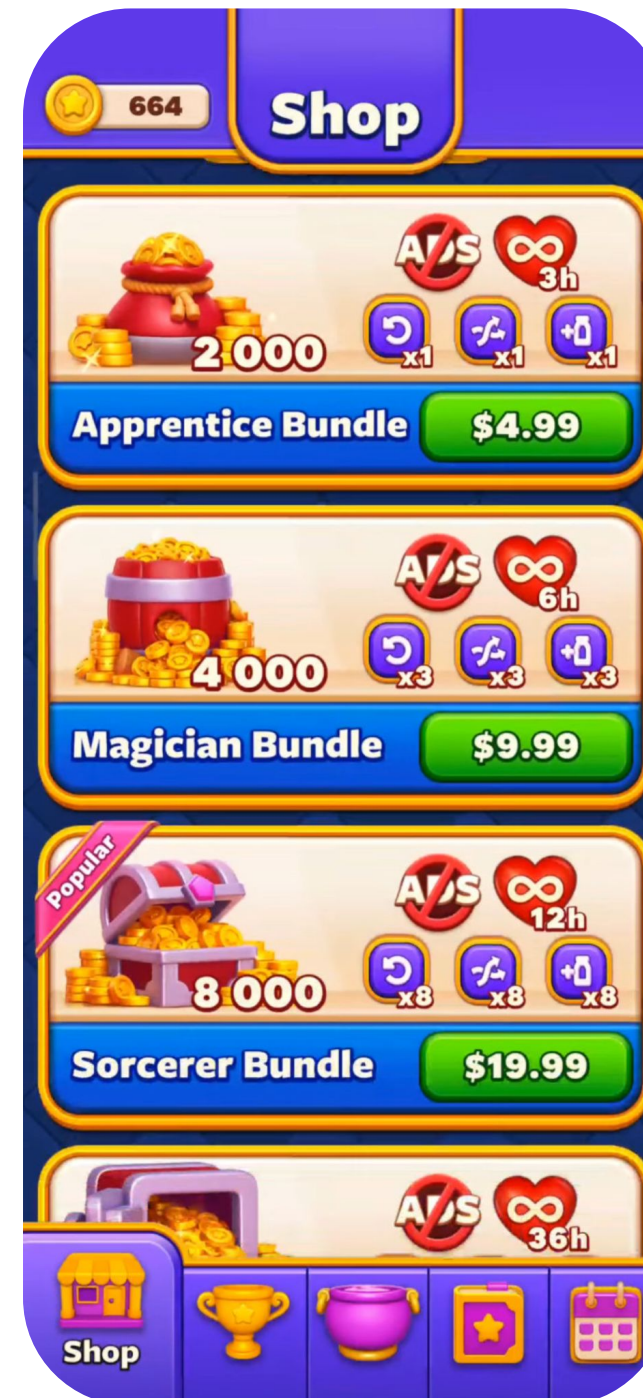 664
Shop
ADS
3h
2 000
x1
x1
x1
Apprentice Bundle
$4.99
ADS
6h
4 000
x3
x3
x3
Magician Bundle
$9.99
Popular
ADS
12h
8 000
x8
x8
x8
Sorcerer Bundle
$19.99
ADS
36h
Shop